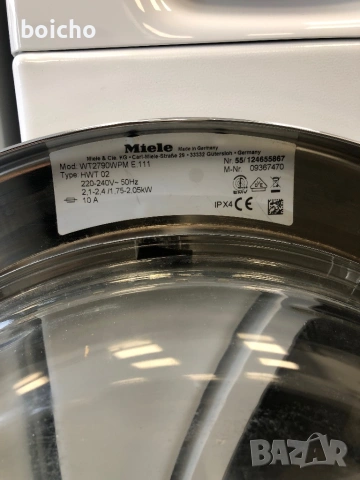 boicho
Miele Made in Germany
Miele & Cie. KG • Carl-Miele-Straße 29 • 33332 Gütersloh • Germany
Mod. WT2790WPM E 111
Nr. 55/124655867
Type HWT 02
M-Nr 09367470
220-240V~ 50Hz
2,1-2,4 /1.75-2.05kW
10 A
IPX4 CE
BAZAR